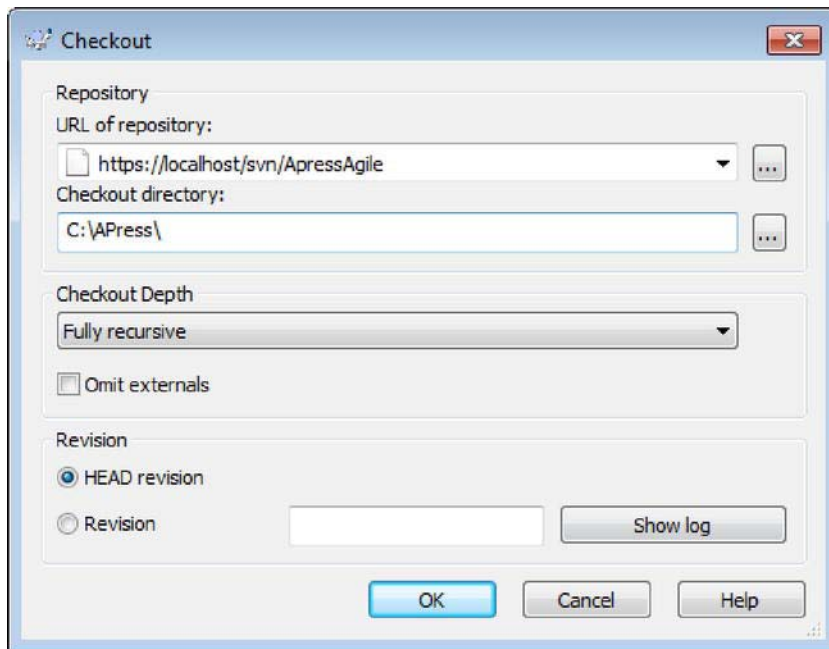 Checkout
Repository
URL of repository:
https://localhost/svn/ApressAgile
...
Checkout directory:
C:\APress\
...
Checkout Depth
Fully recursive
Omit externals
Revision
HEAD revision
Revision
Show log
OK Cancel Help